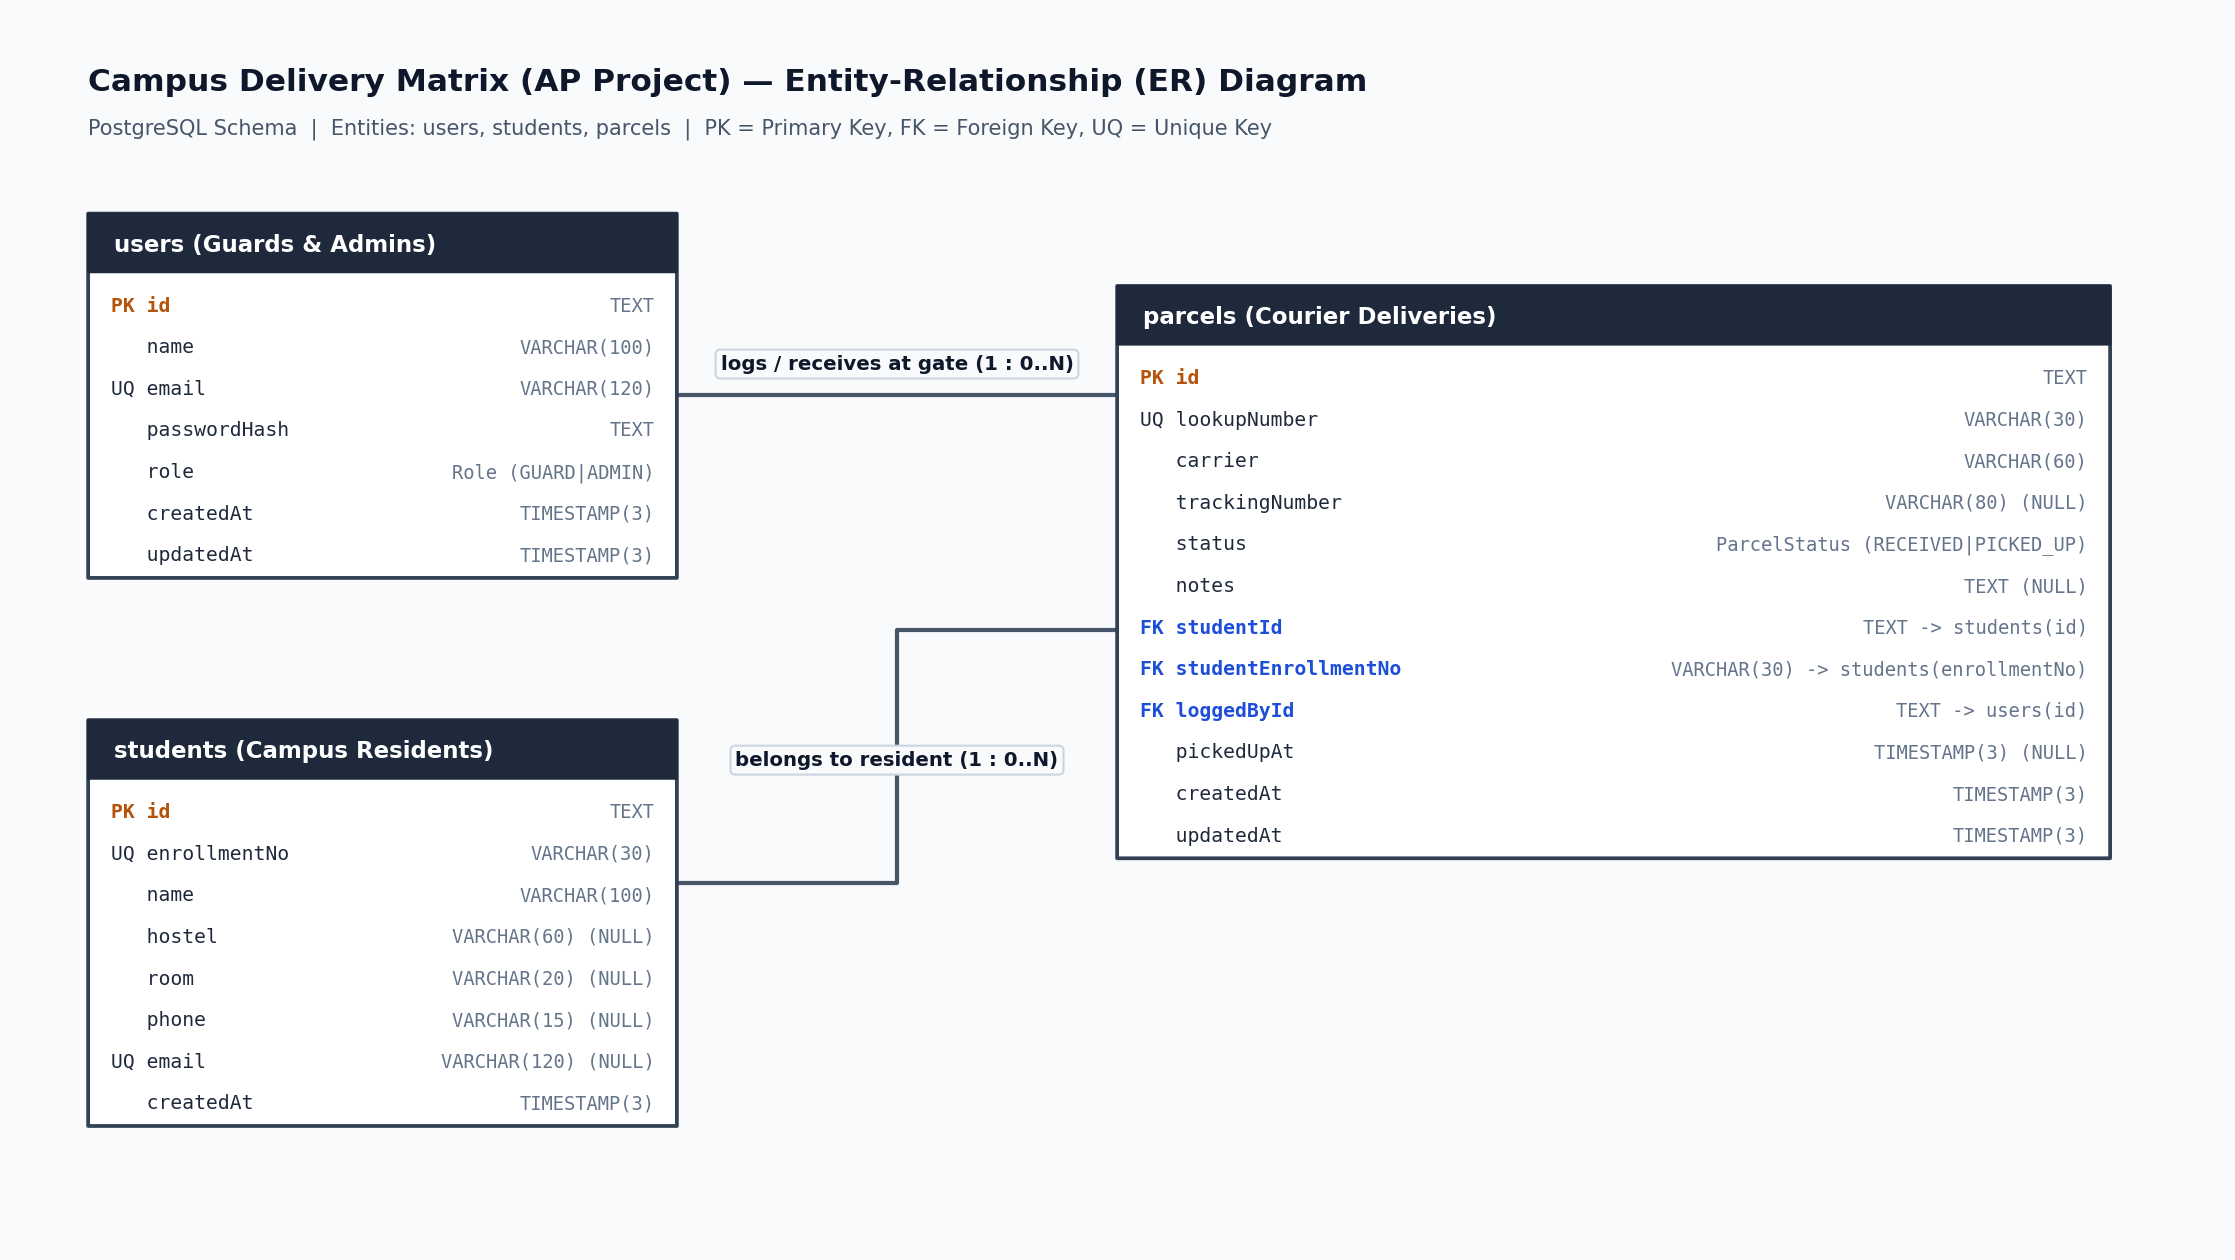 Campus Delivery Matrix (AP Project) — Entity-Relationship (ER) Diagram
PostgreSQL Schema | Entities: users, students, parcels | PK = Primary Key, FK = Foreign Key, UQ = Unique Key
users (Guards & Admins)
PK id TEXT
name VARCHAR(100)
UQ email VARCHAR(120)
passwordHash TEXT
role Role (GUARD|ADMIN)
createdAt TIMESTAMP(3)
updatedAt TIMESTAMP(3)
logs / receives at gate (1 : 0..N)
students (Campus Residents)
PK id TEXT
UQ enrollmentNo VARCHAR(30)
name VARCHAR(100)
hostel VARCHAR(60) (NULL)
room VARCHAR(20) (NULL)
phone VARCHAR(15) (NULL)
UQ email VARCHAR(120) (NULL)
createdAt TIMESTAMP(3)
belongs to resident (1 : 0..N)
parcels (Courier Deliveries)
PK id TEXT
UQ lookupNumber VARCHAR(30)
carrier VARCHAR(60)
trackingNumber VARCHAR(80) (NULL)
status ParcelStatus (RECEIVED|PICKED_UP)
notes TEXT (NULL)
FK studentId TEXT -> students(id)
FK studentEnrollmentNo VARCHAR(30) -> students(enrollmentNo)
FK loggedById TEXT -> users(id)
pickedUpAt TIMESTAMP(3) (NULL)
createdAt TIMESTAMP(3)
updatedAt TIMESTAMP(3)